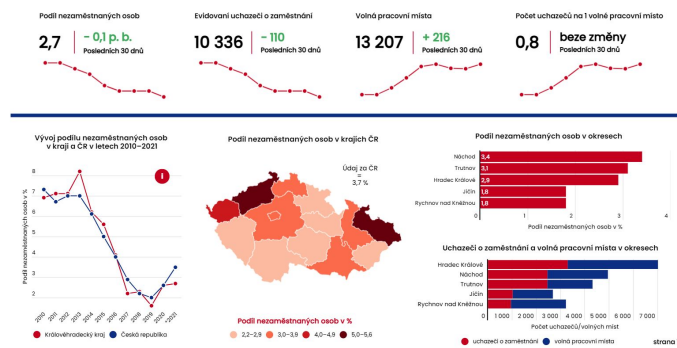 Podíl nezaměstnaných osob
2,7
- 0,1 p. b.
Posledních 30 dnů
Evidovaní uchazeči o zaměstnání
10 336
- 110
Posledních 30 dnů
Volná pracovní místa
13 207
+ 216
Posledních 30 dnů
Počet uchazečů na 1 volné pracovní místo
0,8
beze změny
Posledních 30 dnů
Vývoj podílu nezaměstnaných osob
v kraji a ČR v letech 2010–2021
I
Podíl nezaměstnaných osob v %
8
7
6
5
4
3
2
2010
2011
2012
2013
2014
2015
2016
2017
2018
2019
2020
*2021
Královéhradecký kraj
Česká republika
Podíl nezaměstnaných osob v krajích ČR
Údaj za ČR
=
3,7 %
Podíl nezaměstnaných osob v %
2,2–2,9
3,0–3,9
4,0–4,9
5,0–5,6
Podíl nezaměstnaných osob v okresech
Náchod 3,4
Trutnov 3,1
Hradec Králové 2,9
Jičín 1,8
Rychnov nad Kněžnou 1,8
0 1 2 3 4
Podíl nezaměstnaných osob v %
Uchazeči o zaměstnání a volná pracovní místa v okresech
Hradec Králové
Náchod
Trutnov
Jičín
Rychnov nad Kněžnou
0 1 000 2 000 3 000 4 000 5 000 6 000 7 000
Počet uchazečů/volných míst
uchazeči o zaměstnání
volná pracovní místa
strana